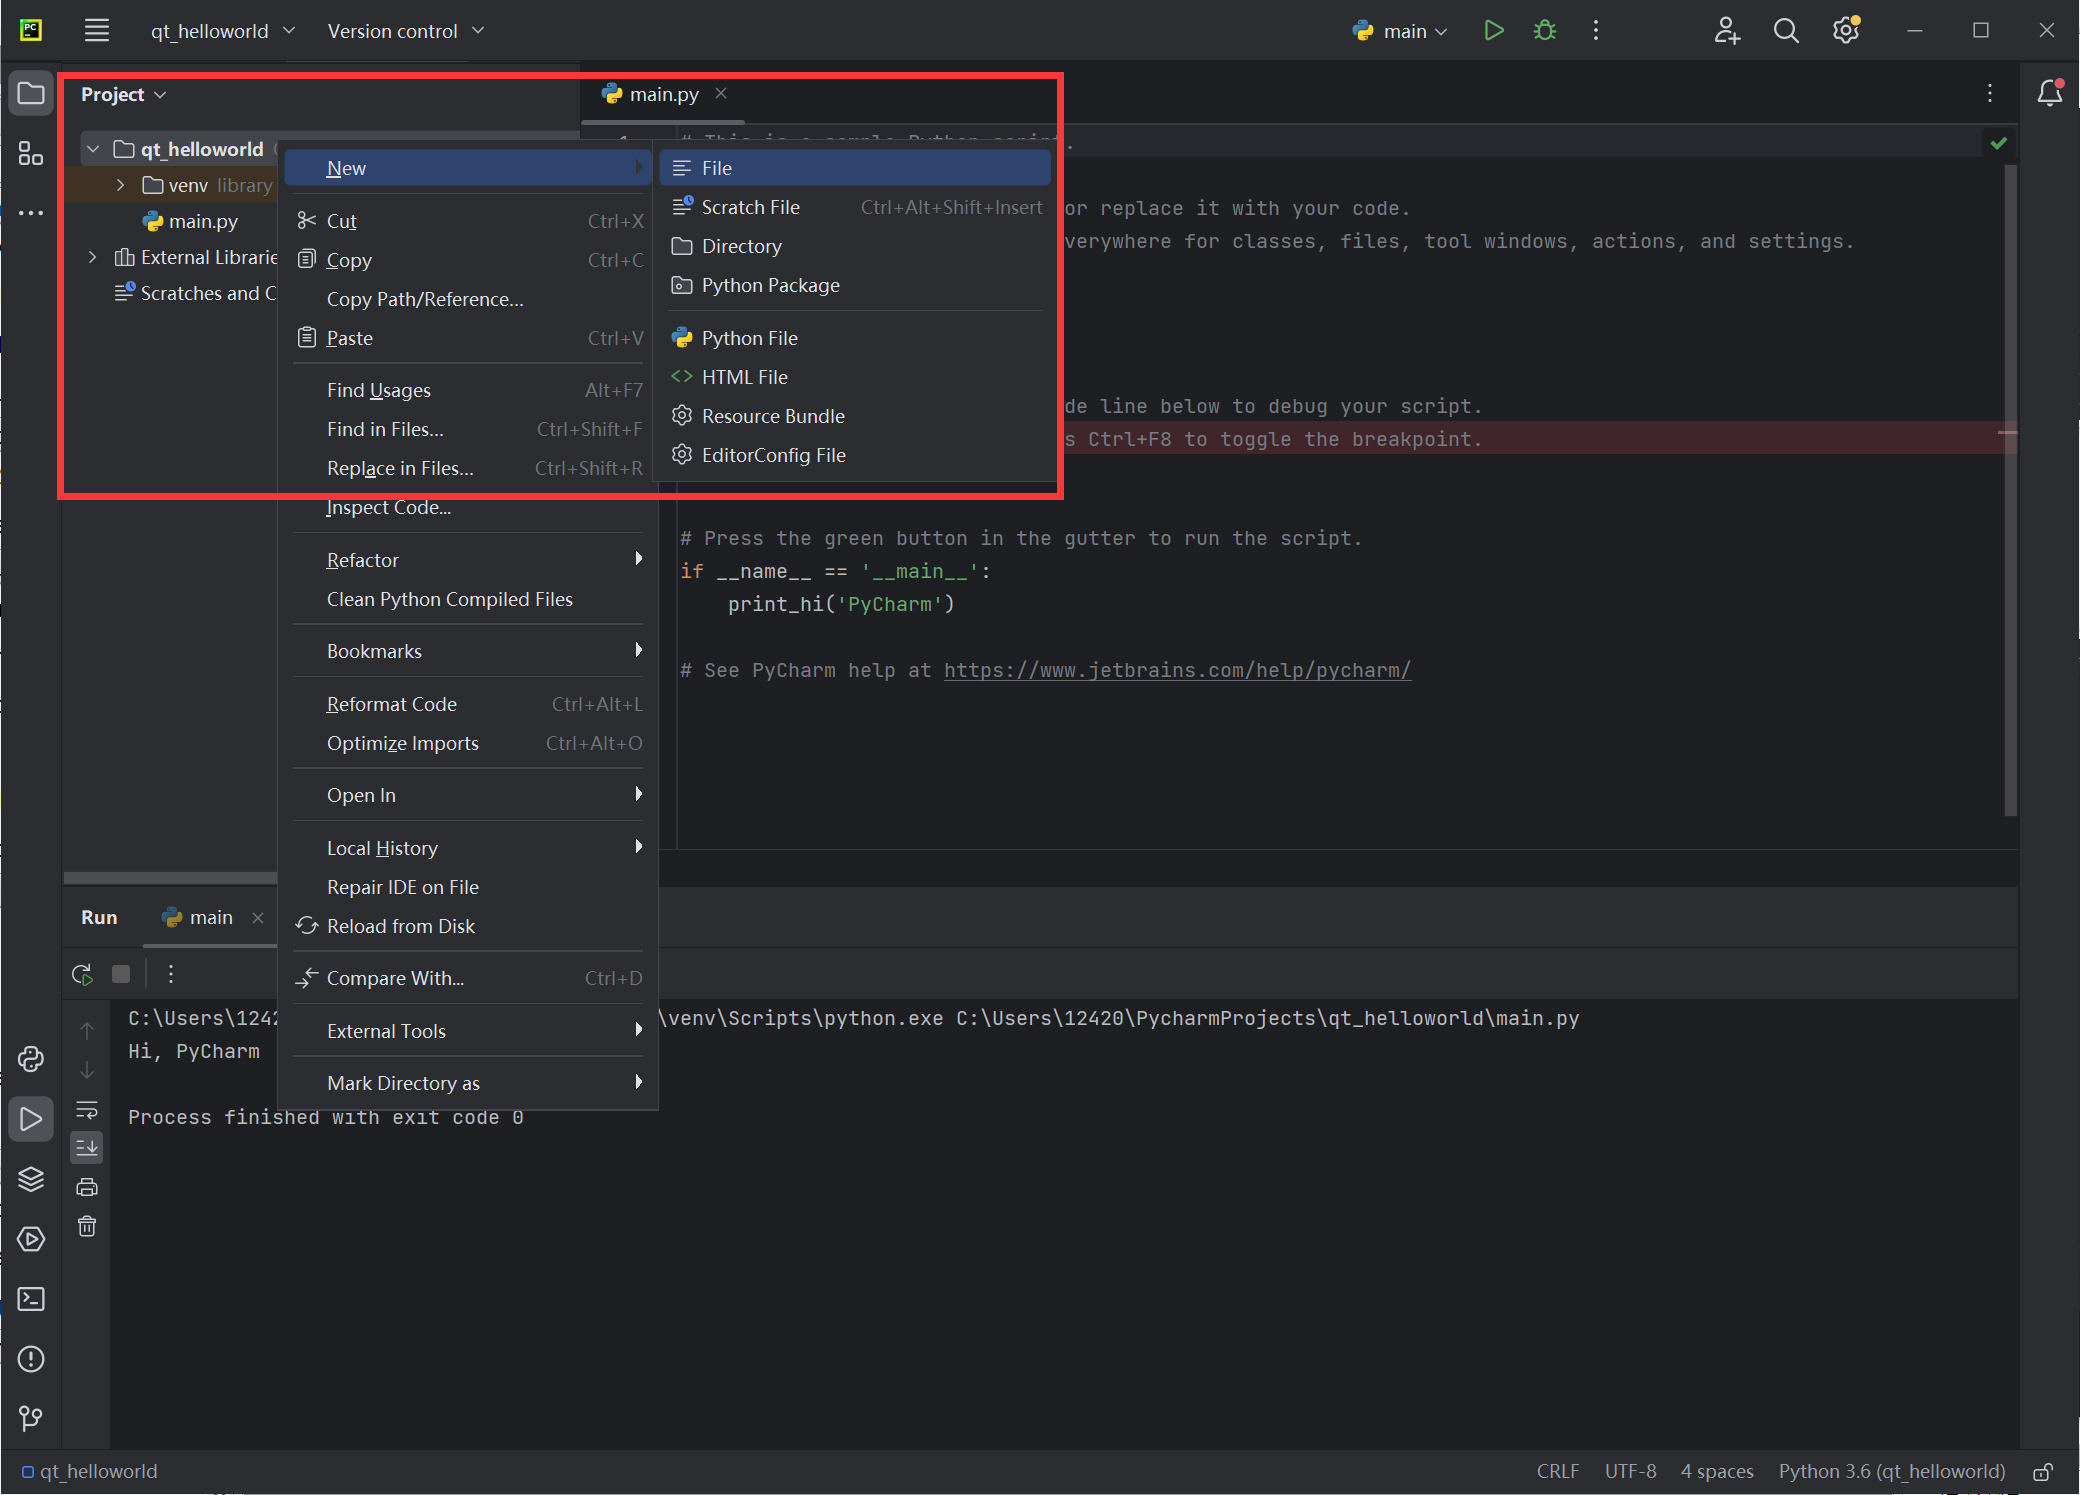 PC
qt_helloworld
Version control
main
Project
main.py
qt_helloworld
venv library
main.py
External Librarie
Scratches and C
New
Cut Ctrl+X
Copy Ctrl+C
Copy Path/Reference...
Paste Ctrl+V
Find Usages Alt+F7
Find in Files... Ctrl+Shift+F
Replace in Files... Ctrl+Shift+R
Inspect Code...
Refactor
Clean Python Compiled Files
Bookmarks
Reformat Code Ctrl+Alt+L
Optimize Imports Ctrl+Alt+O
Open In
Local History
Repair IDE on File
Reload from Disk
Compare With... Ctrl+D
External Tools
Mark Directory as
File
Scratch File Ctrl+Alt+Shift+Insert
Directory
Python Package
Python File
HTML File
Resource Bundle
EditorConfig File
# This is a sample Python script.
or replace it with your code.
verywhere for classes, files, tool windows, actions, and settings.
de line below to debug your script.
s Ctrl+F8 to toggle the breakpoint.
# Press the green button in the gutter to run the script.
if __name__ == '__main__':
print_hi('PyCharm')
# See PyCharm help at https://www.jetbrains.com/help/pycharm/
Run
main
C:\Users\1242 \venv\Scripts\python.exe C:\Users\12420\PycharmProjects\qt_helloworld\main.py
Hi, PyCharm
Process finished with exit code 0
qt_helloworld
CRLF
UTF-8
4 spaces
Python 3.6 (qt_helloworld)